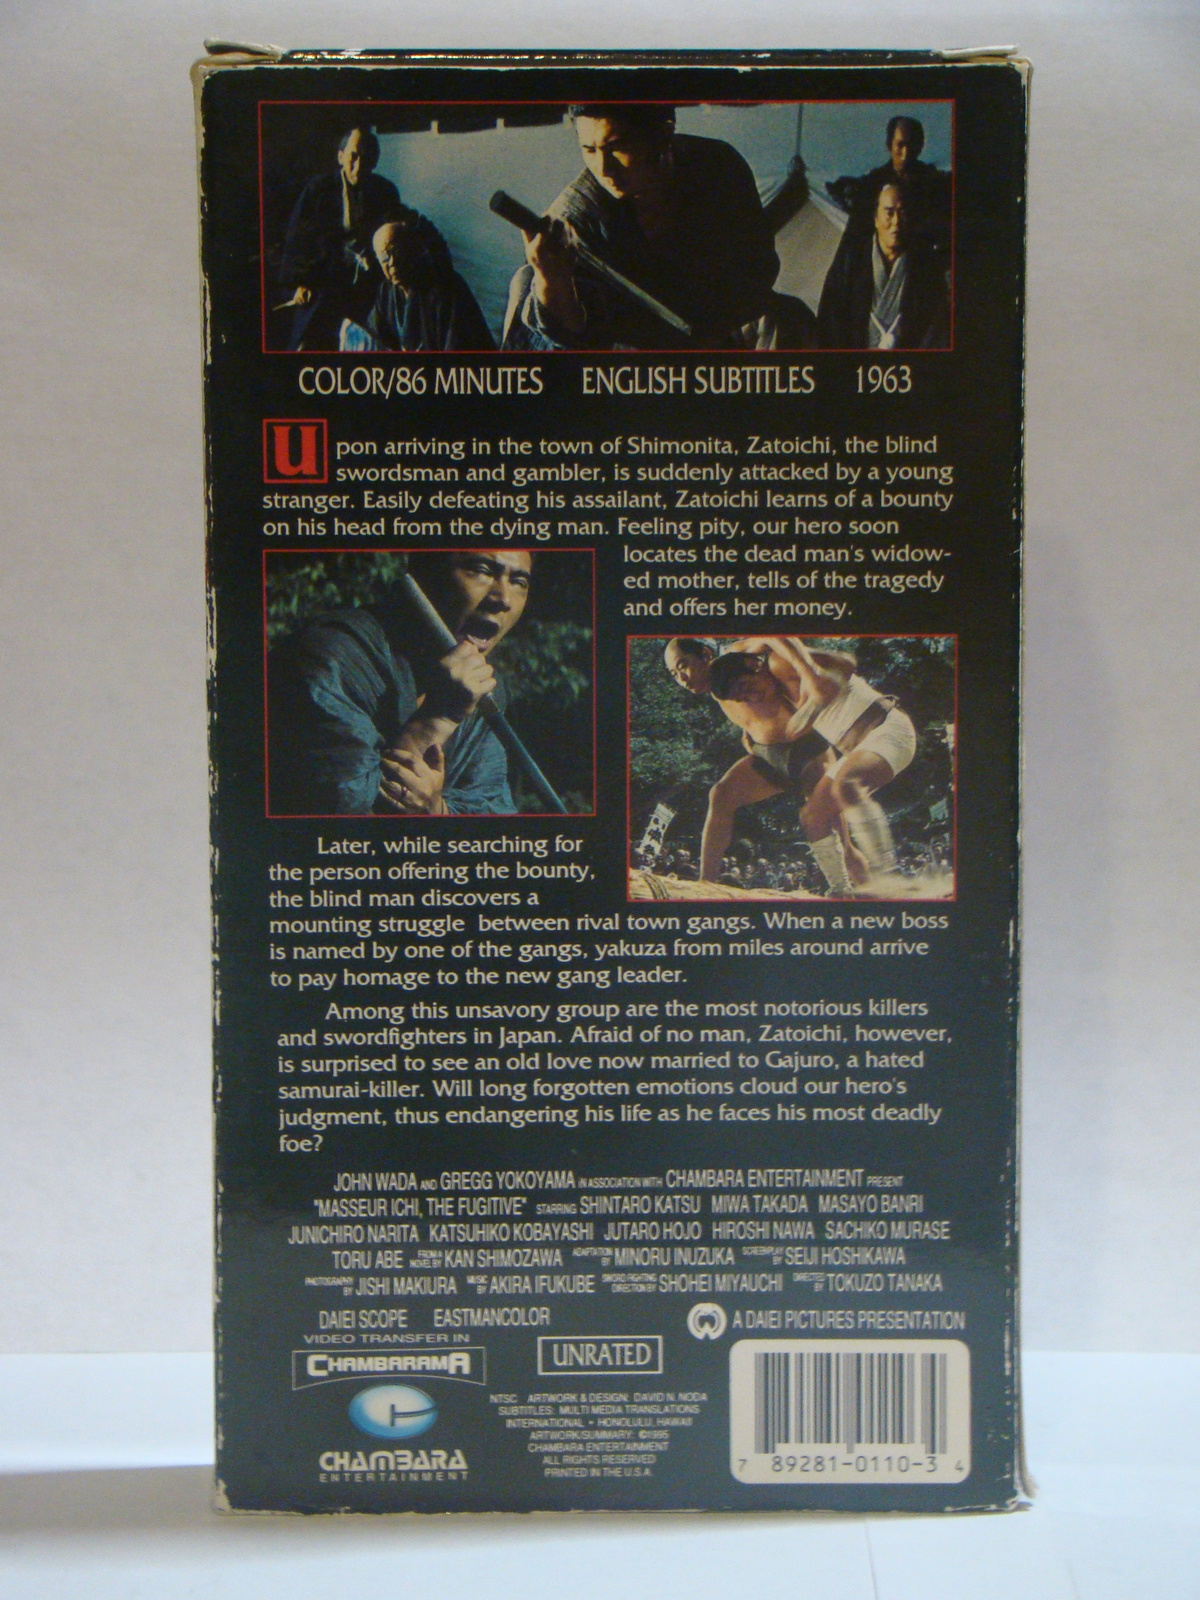 COLOR/86 MINUTES ENGLISH SUBTITLES 1963
Upon arriving in the town of Shimonita, Zatoichi, the blind
swordsman and gambler, is suddenly attacked by a young
stranger. Easily defeating his assailant, Zatoichi learns of a bounty
on his head from the dying man. Feeling pity, our hero soon
locates the dead man's widow-
ed mother, tells of the tragedy
and offers her money.
Later, while searching for
the person offering the bounty,
the blind man discovers a
mounting struggle between rival town gangs. When a new boss
is named by one of the gangs, yakuza from miles around arrive
to pay homage to the new gang leader.
Among this unsavory group are the most notorious killers
and swordfighters in Japan. Afraid of no man, Zatoichi, however,
is surprised to see an old love now married to Gajuro, a hated
samurai-killer. Will long forgotten emotions cloud our hero's
judgment, thus endangering his life as he faces his most deadly
foe?
JOHN WADA AND GREGG YOKOYAMA IN ASSOCIATION WITH CHAMBARA ENTERTAINMENT PRESENT
"MASSEUR ICHI, THE FUGITIVE" STARRING SHINTARO KATSU MIWA TAKADA MASAYO BANRI
JUNICHIRO NARITA KATSUHIKO KOBAYASHI JUTARO HOJO HIROSHI NAWA SACHIKO MURASE
TORU ABE FROM A NOVEL BY KAN SHIMOZAWA ADAPTATION BY MINORU INUZUKA SCREENPLAY BY SEIJI HOSHIKAWA
PHOTOGRAPHY BY JISHI MAKIURA MUSIC BY AKIRA IFUKUBE SWORD FIGHTING DIRECTION BY SHOHEI MIYAUCHI DIRECTED BY TOKUZO TANAKA
DAIEI SCOPE EASTMANCOLOR A DAIEI PICTURES PRESENTATION
VIDEO TRANSFER IN
CHAMBARAMA
CHAMBARA
ENTERTAINMENT
UNRATED
NTSC ARTWORK & DESIGN: DAVID N. NODA
SUBTITLES: MULTI MEDIA TRANSLATIONS
INTERNATIONAL • HONOLULU, HAWAII
ARTWORK/SUMMARY: ©1995
CHAMBARA ENTERTAINMENT
ALL RIGHTS RESERVED
PRINTED IN THE U.S.A.
7 89281-0110-3 4